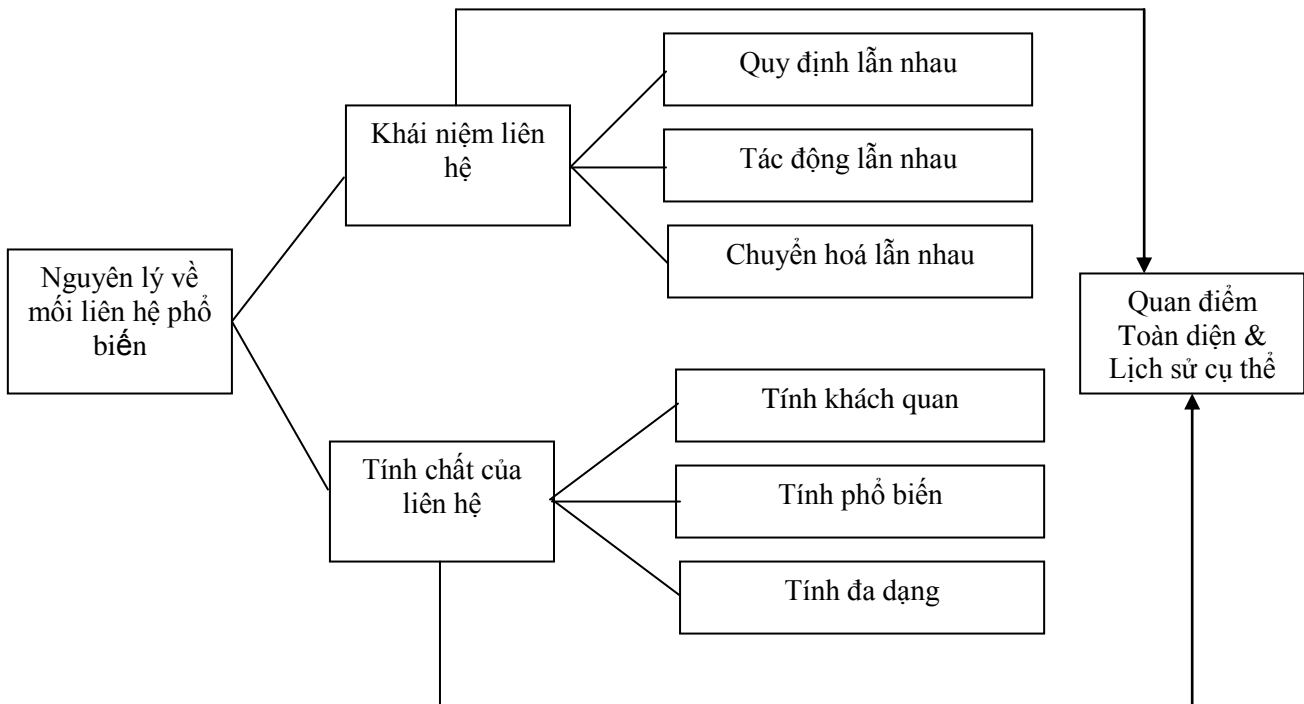 Nguyên lý về
mối liên hệ phổ
biến
Khái niệm liên
hệ
Quy định lẫn nhau
Tác động lẫn nhau
Chuyển hoá lẫn nhau
Tính chất của
liên hệ
Tính khách quan
Tính phổ biến
Tính đa dạng
Quan điểm
Toàn diện &
Lịch sử cụ thể